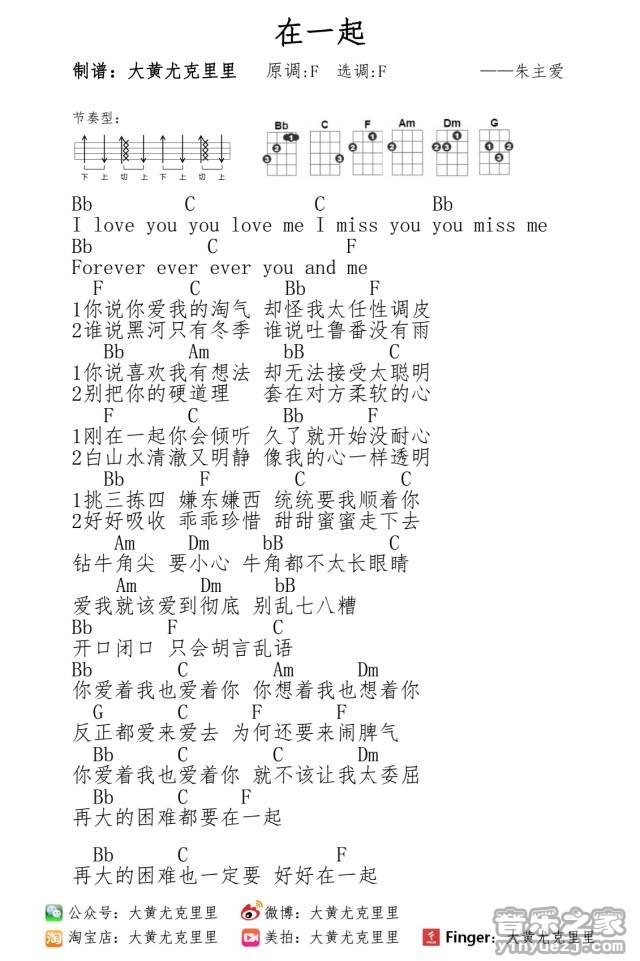 在一起
制谱：大黄尤克里里 原调:F 选调:F ——朱主爱
节奏型：
Bb C F Am Dm G
下 上 切 上 下 上 切 上
Bb C C Bb
I love you you love me I miss you you miss me
Bb C F
Forever ever ever you and me
F C Bb F
1你说你爱我的淘气 却怪我太任性调皮
2谁说黑河只有冬季 谁说吐鲁番没有雨
Bb Am bB C
1你说喜欢我有想法 却无法接受太聪明
2别把你的硬道理 套在对方柔软的心
F C Bb F
1刚在一起你会倾听 久了就开始没耐心
2白山水清澈又明静 像我的心一样透明
Bb F C C
1挑三拣四 嫌东嫌西 统统要我顺着你
2好好吸收 乖乖珍惜 甜甜蜜蜜走下去
Am Dm bB C
钻牛角尖 要小心 牛角都不太长眼睛
Am Dm bB
爱我就该爱到彻底 别乱七八糟
Bb F C
开口闭口 只会胡言乱语
Bb C Am Dm
你爱着我也爱着你 你想着我也想着你
G C F F
反正都爱来爱去 为何还要来闹脾气
Bb C C Dm
你爱着我也爱着你 就不该让我太委屈
Bb C F
再大的困难都要在一起
Bb C F
再大的困难也一定要 好好在一起
公众号：大黄尤克里里 微博：大黄尤克里里
淘宝店：大黄尤克里里 美拍：大黄尤克里里 Finger：大黄尤克里里
音乐之家
yinyuezj.com